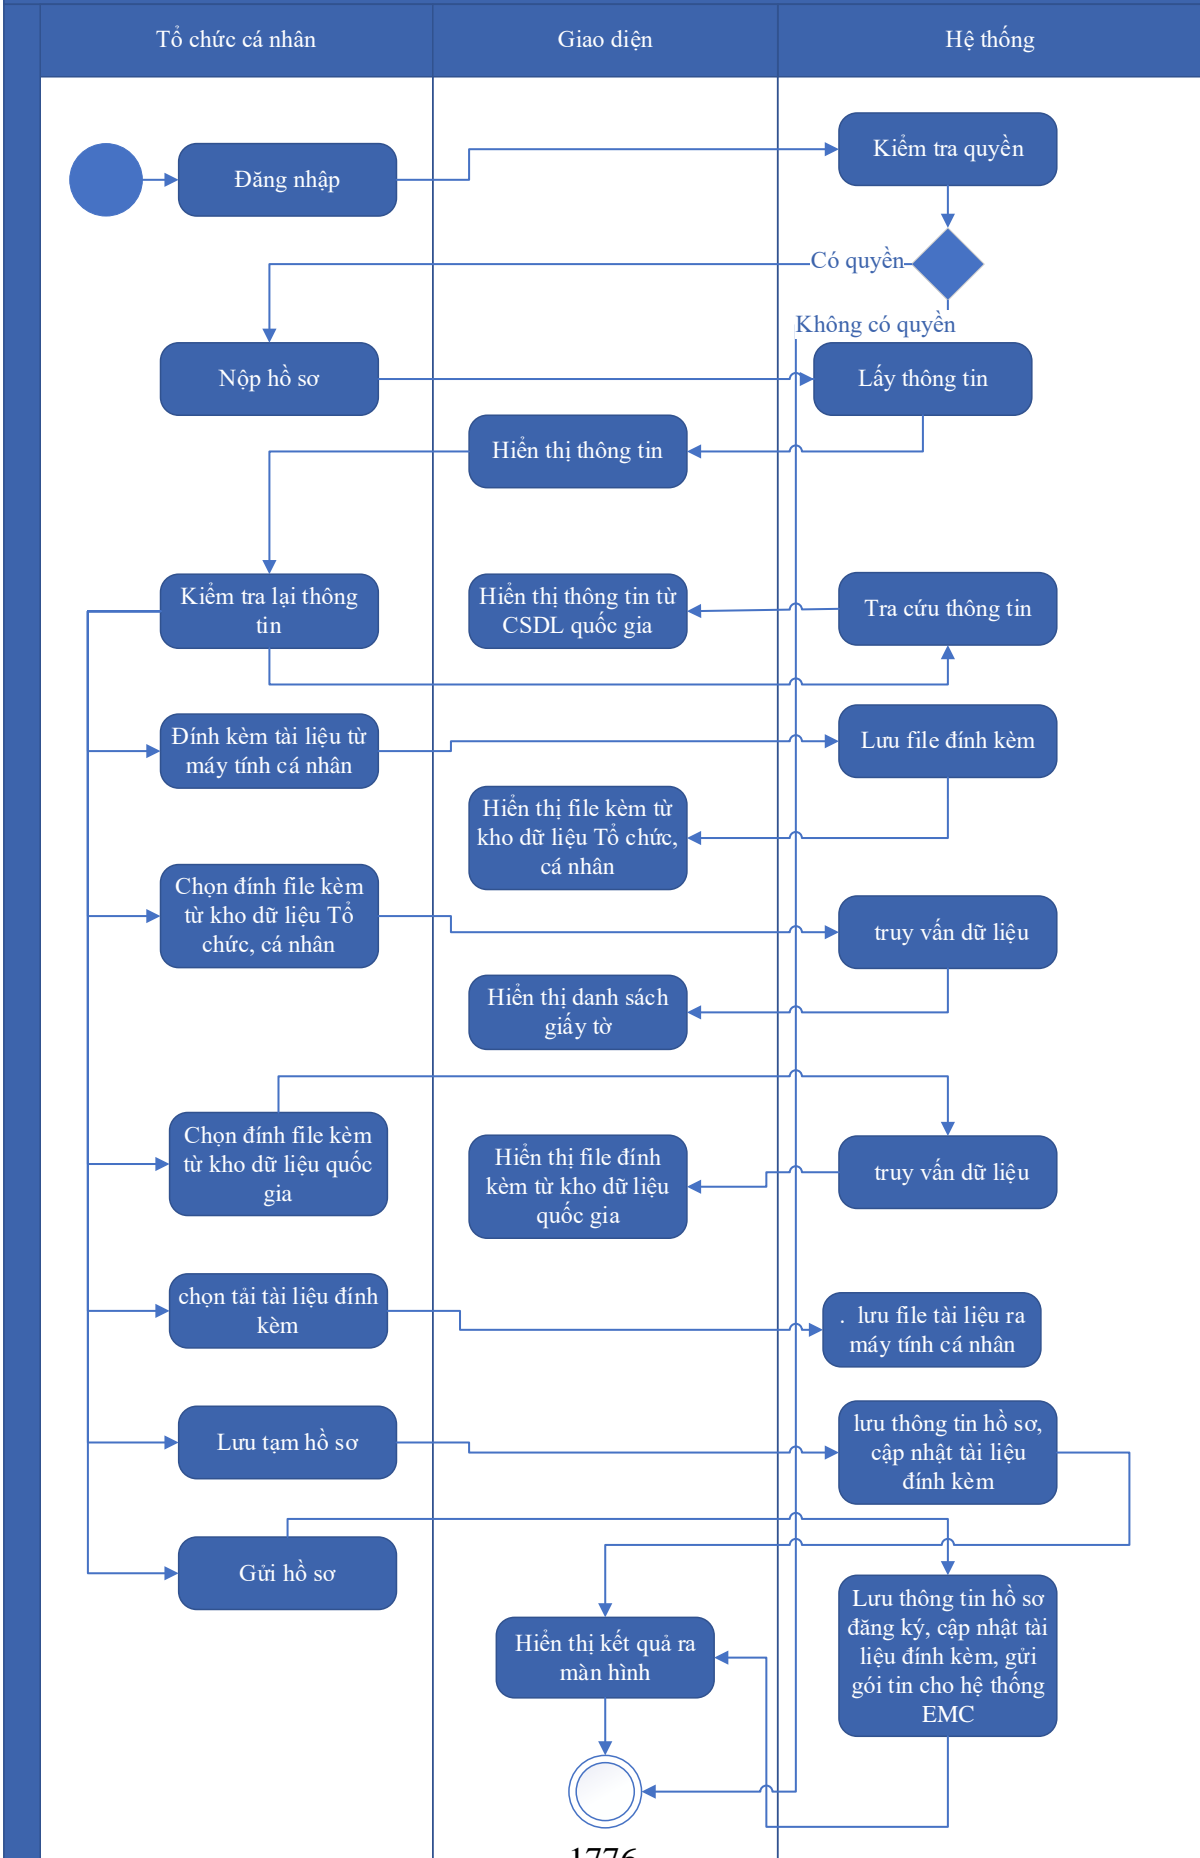 Tổ chức cá nhân
Giao diện
Hệ thống
Kiểm tra quyền
Đăng nhập
Có quyền
Không có quyền
Nộp hồ sơ
Lấy thông tin
Hiển thị thông tin
Kiểm tra lại thông
tin
Hiển thị thông tin từ
CSDL quốc gia
Tra cứu thông tin
Đính kèm tài liệu từ
máy tính cá nhân
Lưu file đính kèm
Hiển thị file kèm từ
kho dữ liệu Tổ chức,
cá nhân
Chọn đính file kèm
từ kho dữ liệu Tổ
chức, cá nhân
truy vấn dữ liệu
Hiển thị danh sách
giấy tờ
Chọn đính file kèm
từ kho dữ liệu quốc
gia
Hiển thị file đính
kèm từ kho dữ liệu
quốc gia
truy vấn dữ liệu
chọn tải tài liệu đính
kèm
. lưu file tài liệu ra
máy tính cá nhân
Lưu tạm hồ sơ
lưu thông tin hồ sơ,
cập nhật tài liệu
đính kèm
Gửi hồ sơ
Lưu thông tin hồ sơ
đăng ký, cập nhật tài
liệu đính kèm, gửi
gói tin cho hệ thống
EMC
Hiển thị kết quả ra
màn hình
1776